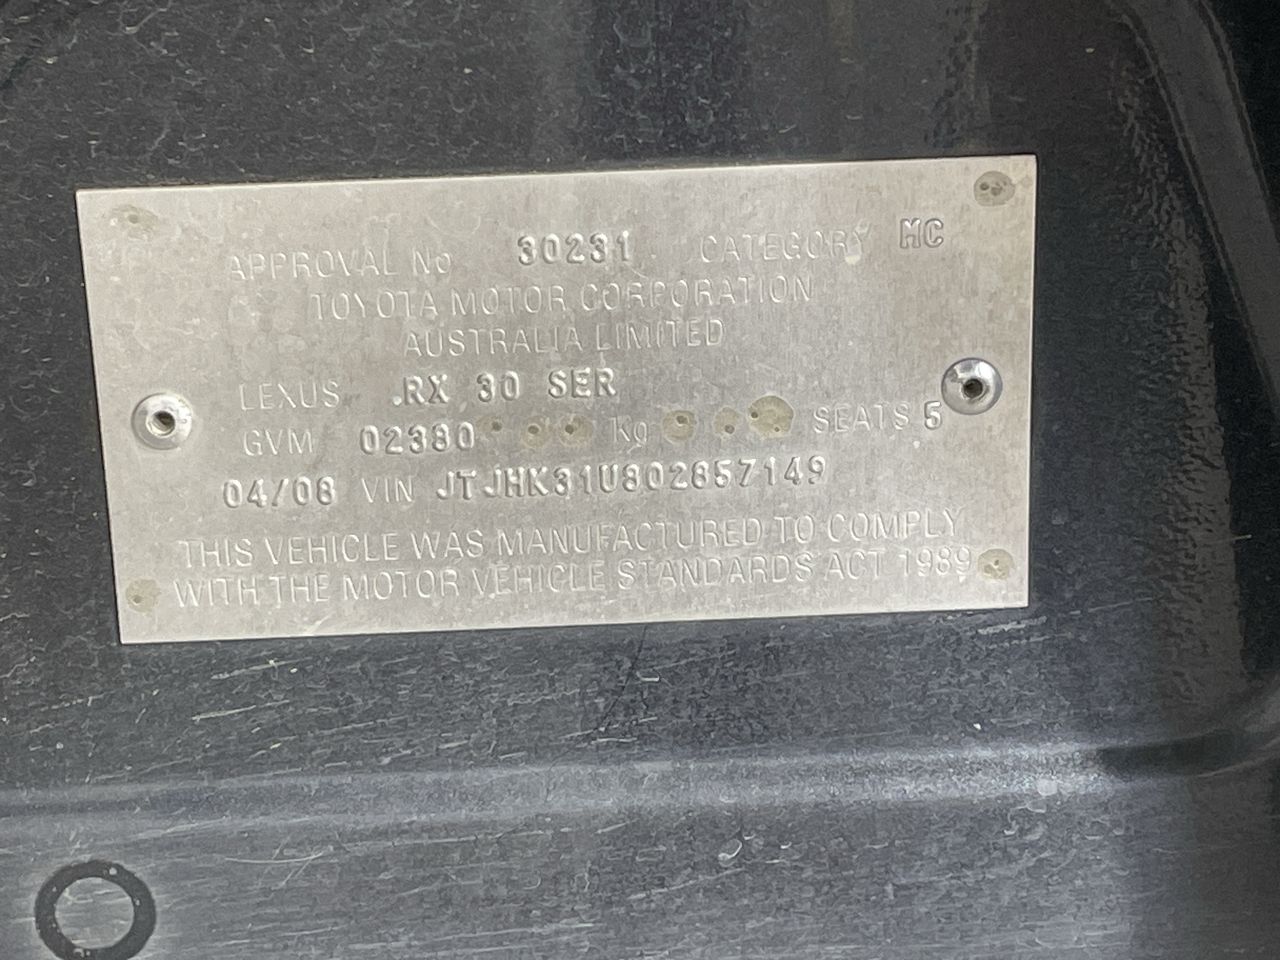 APPROVAL No 30231 CATEGORY MC
TOYOTA MOTOR CORPORATION
AUSTRALIA LIMITED
LEXUS RX 30 SER
GVM 02380 Kg SEATS 5
04/08 VIN JTJHK31U802857149
THIS VEHICLE WAS MANUFACTURED TO COMPLY
WITH THE MOTOR VEHICLE STANDARDS ACT 1989